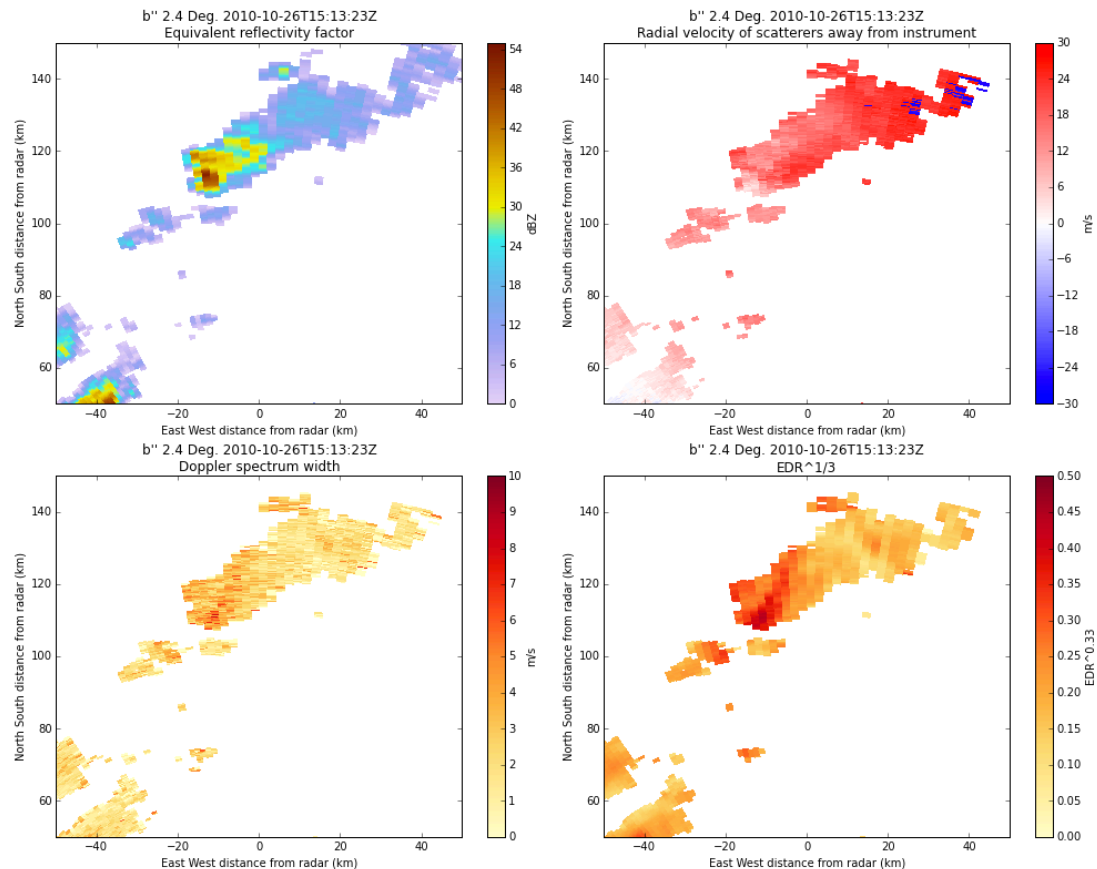 b'' 2.4 Deg. 2010-10-26T15:13:23Z
Equivalent reflectivity factor
140
120
100
80
60
North South distance from radar (km)
−40 −20 0 20 40
East West distance from radar (km)
54
48
42
36
30
24
18
12
6
0
dBZ
b'' 2.4 Deg. 2010-10-26T15:13:23Z
Radial velocity of scatterers away from instrument
140
120
100
80
60
North South distance from radar (km)
−40 −20 0 20 40
East West distance from radar (km)
30
24
18
12
6
0
−6
−12
−18
−24
−30
m/s
b'' 2.4 Deg. 2010-10-26T15:13:23Z
Doppler spectrum width
140
120
100
80
60
North South distance from radar (km)
−40 −20 0 20 40
East West distance from radar (km)
10
9
8
7
6
5
4
3
2
1
0
m/s
b'' 2.4 Deg. 2010-10-26T15:13:23Z
EDR^1/3
140
120
100
80
60
North South distance from radar (km)
−40 −20 0 20 40
East West distance from radar (km)
0.50
0.45
0.40
0.35
0.30
0.25
0.20
0.15
0.10
0.05
0.00
EDR^0.33